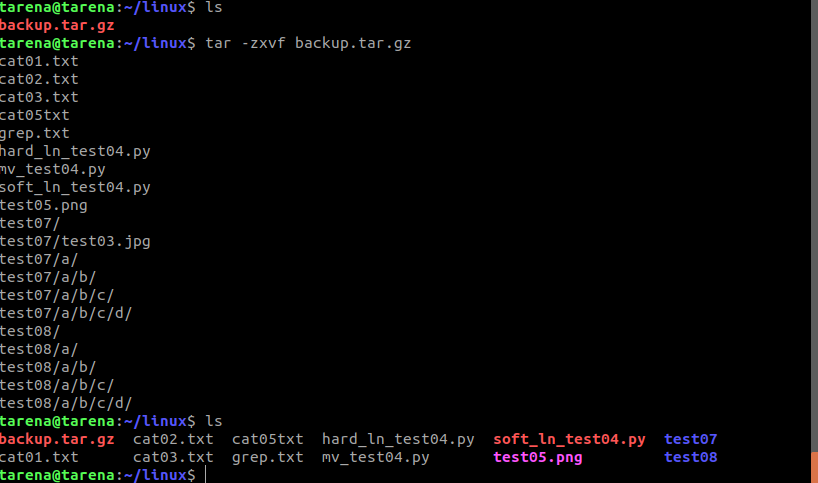 tarena@tarena:~/linux$ ls
backup.tar.gz
tarena@tarena:~/linux$ tar -zxvf backup.tar.gz
cat01.txt
cat02.txt
cat03.txt
cat05txt
grep.txt
hard_ln_test04.py
mv_test04.py
soft_ln_test04.py
test05.png
test07/
test07/test03.jpg
test07/a/
test07/a/b/
test07/a/b/c/
test07/a/b/c/d/
test08/
test08/a/
test08/a/b/
test08/a/b/c/
test08/a/b/c/d/
tarena@tarena:~/linux$ ls
backup.tar.gz  cat02.txt  cat05txt  hard_ln_test04.py  soft_ln_test04.py  test07
cat01.txt      cat03.txt  grep.txt  mv_test04.py       test05.png         test08
tarena@tarena:~/linux$